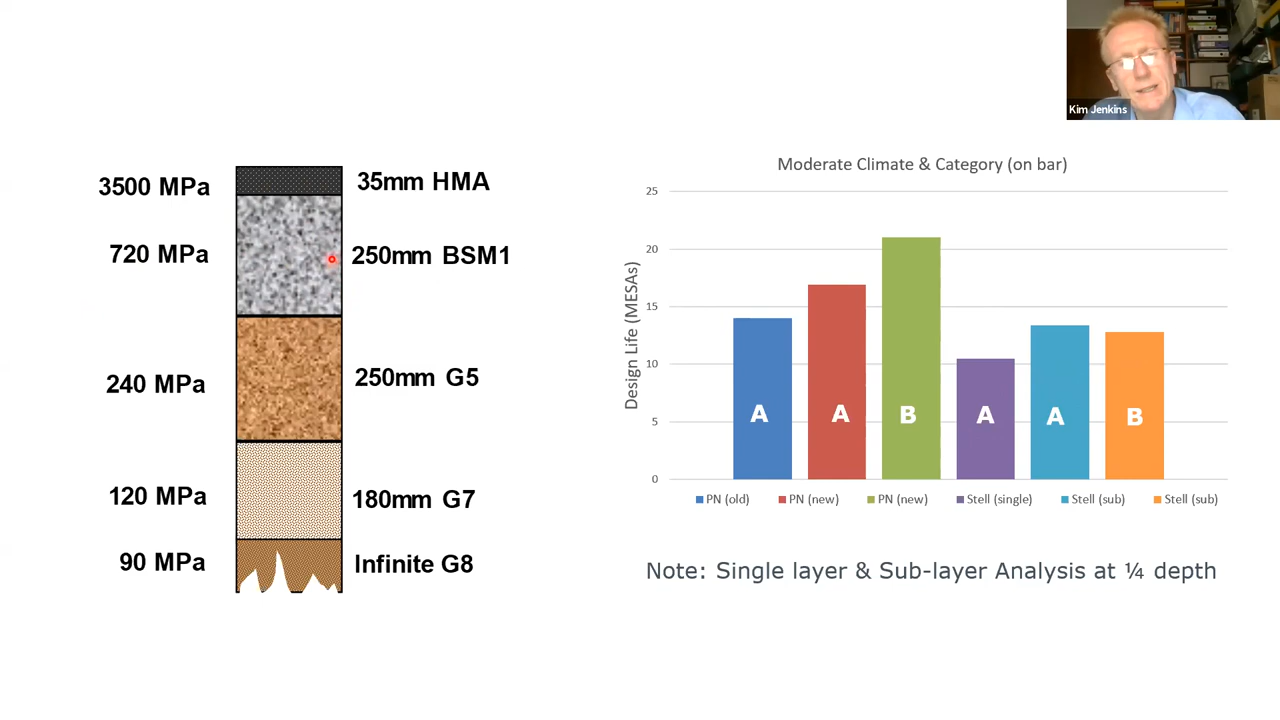 Kim Jenkins
3500 MPa
35mm HMA
720 MPa
250mm BSM1
240 MPa
250mm G5
120 MPa
180mm G7
90 MPa
Infinite G8
Moderate Climate & Category (on bar)
Design Life (MESAs)
25
20
15
10
5
0
A
A
B
A
A
B
PN (old)
PN (new)
PN (new)
Stell (single)
Stell (sub)
Stell (sub)
Note: Single layer & Sub-layer Analysis at ¼ depth